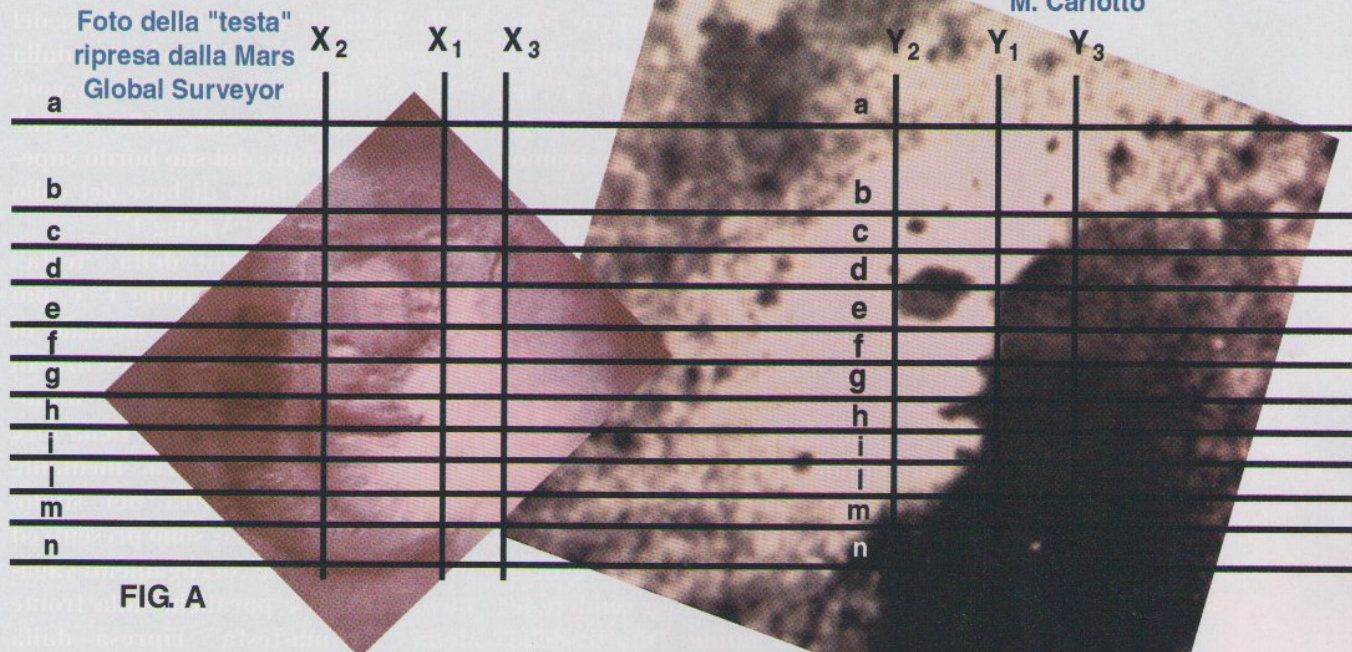 Foto della "testa"
ripresa dalla Mars
Global Surveyor
M. Carlotto
X2 X1 X3
Y2 Y1 Y3
a a
b b
c c
d d
e e
f f
g g
h h
i i
l l
m m
n n
FIG. A